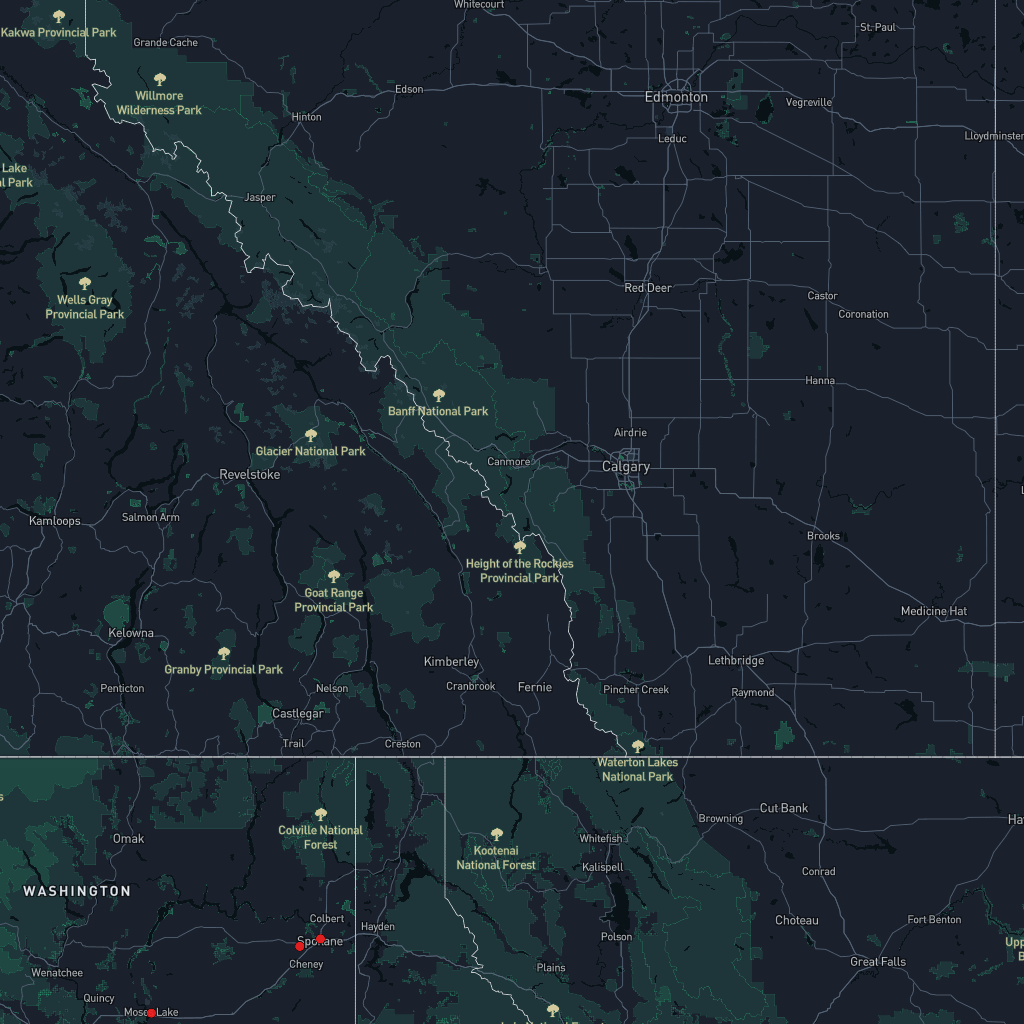 Whitecourt
St. Paul
Kakwa Provincial Park
Grande Cache
Willmore
Wilderness Park
Edson
Edmonton
Vegreville
Hinton
Leduc
Lloydminster
Lake
al Park
Jasper
Wells Gray
Provincial Park
Red Deer
Castor
Coronation
Hanna
Banff National Park
Airdrie
Glacier National Park
Canmore
Calgary
Revelstoke
Kamloops
Salmon Arm
Brooks
Height of the Rockies
Provincial Park
Goat Range
Provincial Park
Medicine Hat
Kelowna
Granby Provincial Park
Kimberley
Lethbridge
Penticton
Nelson
Cranbrook
Fernie
Pincher Creek
Raymond
Castlegar
Trail
Creston
Waterton Lakes
National Park
s
Cut Bank
Browning
Ha
Colville National
Forest
Omak
Kootenai
National Forest
Whitefish
Kalispell
Conrad
WASHINGTON
Colbert
Hayden
Choteau
Fort Benton
Spokane
Polson
Upp
B
Cheney
Plains
Great Falls
Wenatchee
Quincy
Moses Lake